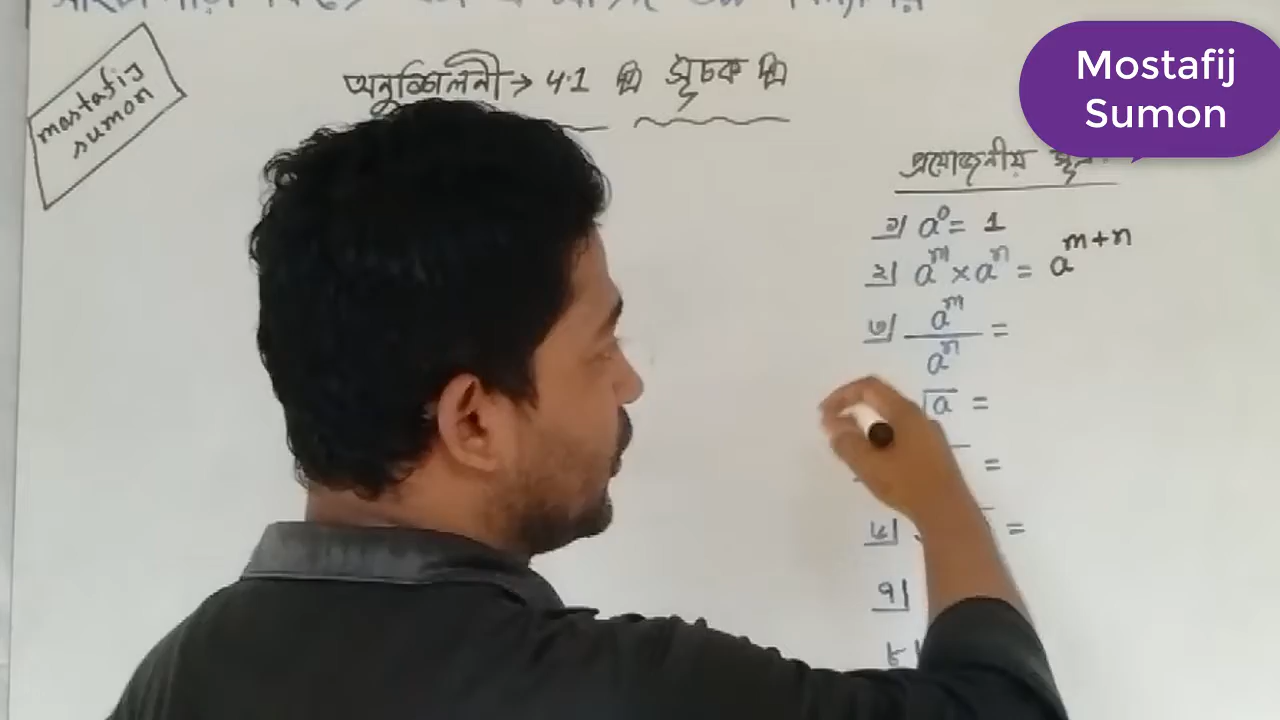 mostafij
sumon
অনুশিলনী → 4.1 সূচক
Mostafij
Sumon
প্রয়োজনীয়
১| a⁰ = 1
২| aᵐ × aⁿ = aᵐ⁺ⁿ
৩| aᵐ/aⁿ =
√a =
=
৬| =
৭|
৮|